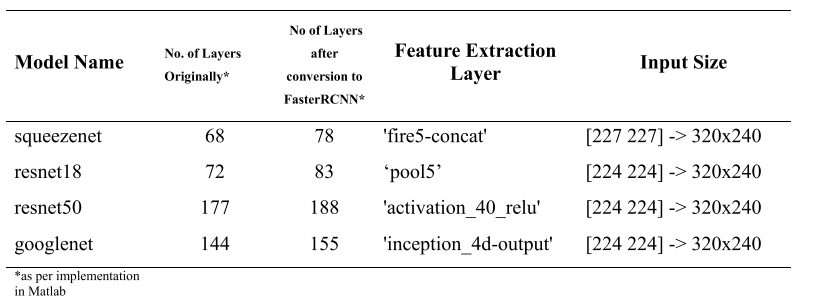 Model Name No. of Layers Originally* No of Layers after conversion to FasterRCNN* Feature Extraction Layer Input Size
squeezenet 68 78 'fire5-concat' [227 227] -> 320x240
resnet18 72 83 ‘pool5’ [224 224] -> 320x240
resnet50 177 188 'activation_40_relu' [224 224] -> 320x240
googlenet 144 155 'inception_4d-output' [224 224] -> 320x240
*as per implementation
in Matlab